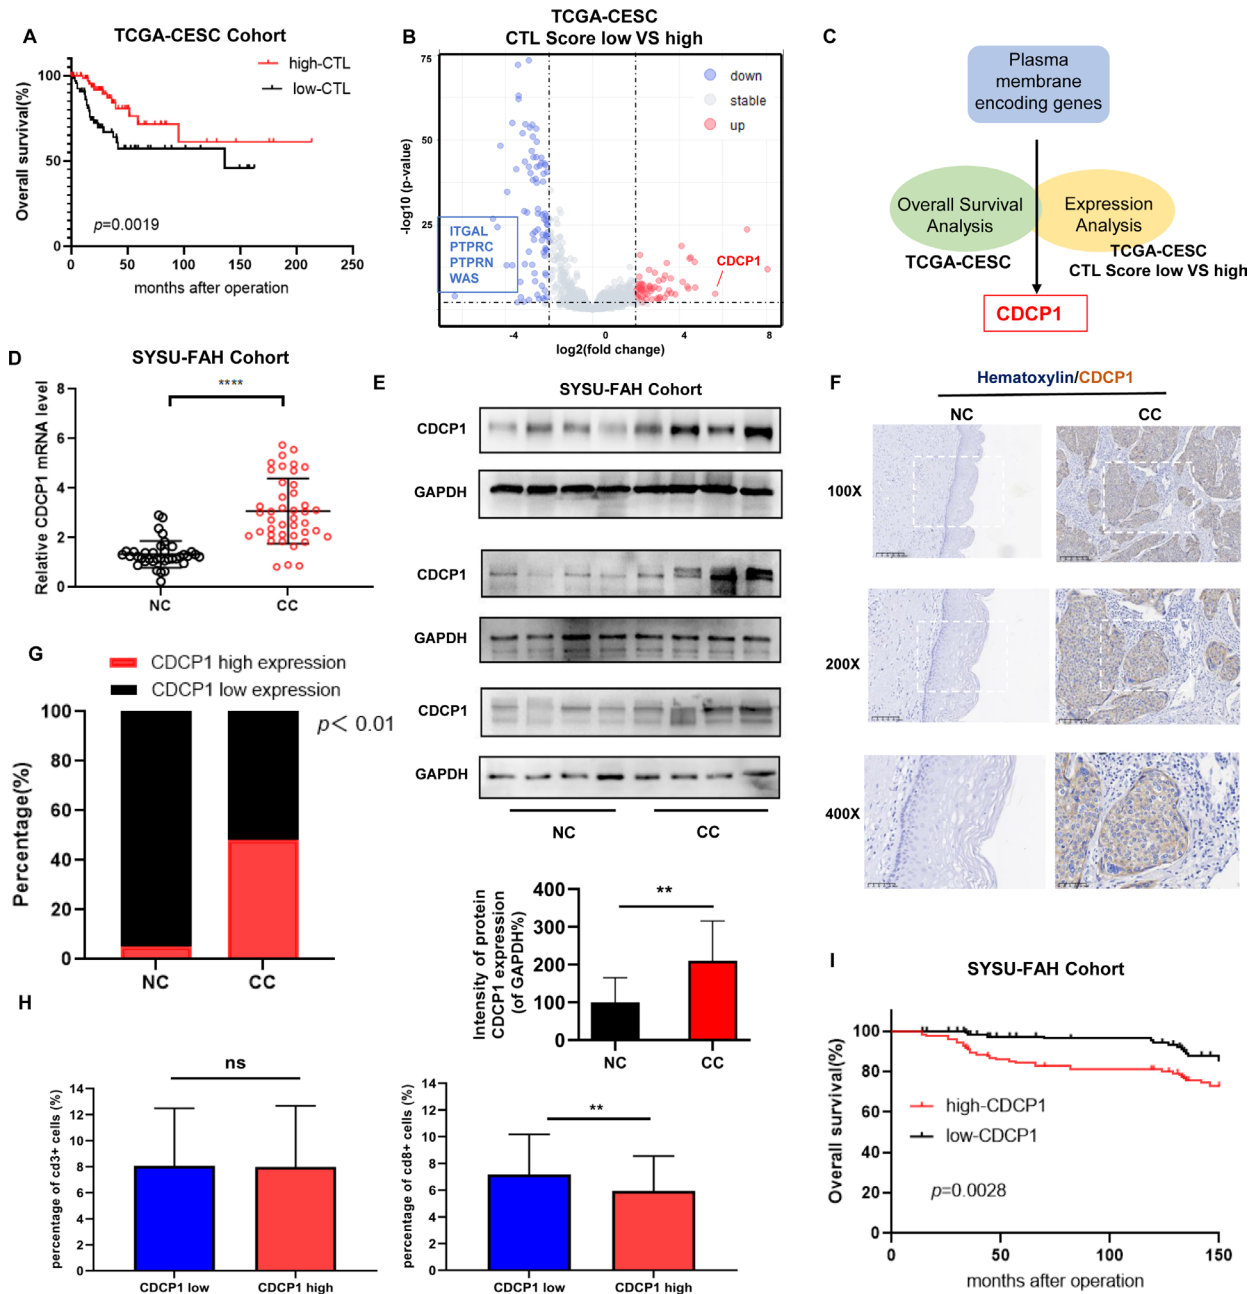 A
TCGA-CESC Cohort
high-CTL
low-CTL
Overall survival(%)
100
50
0
p=0.0019
0 50 100 150 200 250
months after operation
B
TCGA-CESC
CTL Score low VS high
75
50
25
-log10 (p-value)
down
stable
up
ITGAL
PTPRC
PTPRN
WAS
CDCP1
-4 0 4 8
log2(fold change)
C
Plasma
membrane
encoding genes
Overall Survival
Analysis
Expression
Analysis
TCGA-CESC
TCGA-CESC
CTL Score low VS high
CDCP1
D
SYSU-FAH Cohort
Relative CDCP1 mRNA level
8
6
4
2
0
****
NC CC
E
SYSU-FAH Cohort
CDCP1
GAPDH
CDCP1
GAPDH
CDCP1
GAPDH
NC CC
Intensity of protein
CDCP1 expression
(of GAPDH%)
400
300
200
100
0
**
NC CC
F
Hematoxylin/CDCP1
NC CC
100X
200X
400X
G
CDCP1 high expression
CDCP1 low expression
p< 0.01
Percentage(%)
100
80
60
40
20
0
NC CC
H
percentage of cd3+ cells (%)
14
12
10
8
6
4
2
0
ns
CDCP1 low CDCP1 high
percentage of cd8+ cells (%)
14
12
10
8
6
4
2
0
**
CDCP1 low CDCP1 high
I
SYSU-FAH Cohort
Overall survival(%)
100
80
60
40
20
0
high-CDCP1
low-CDCP1
p=0.0028
0 50 100 150
months after operation